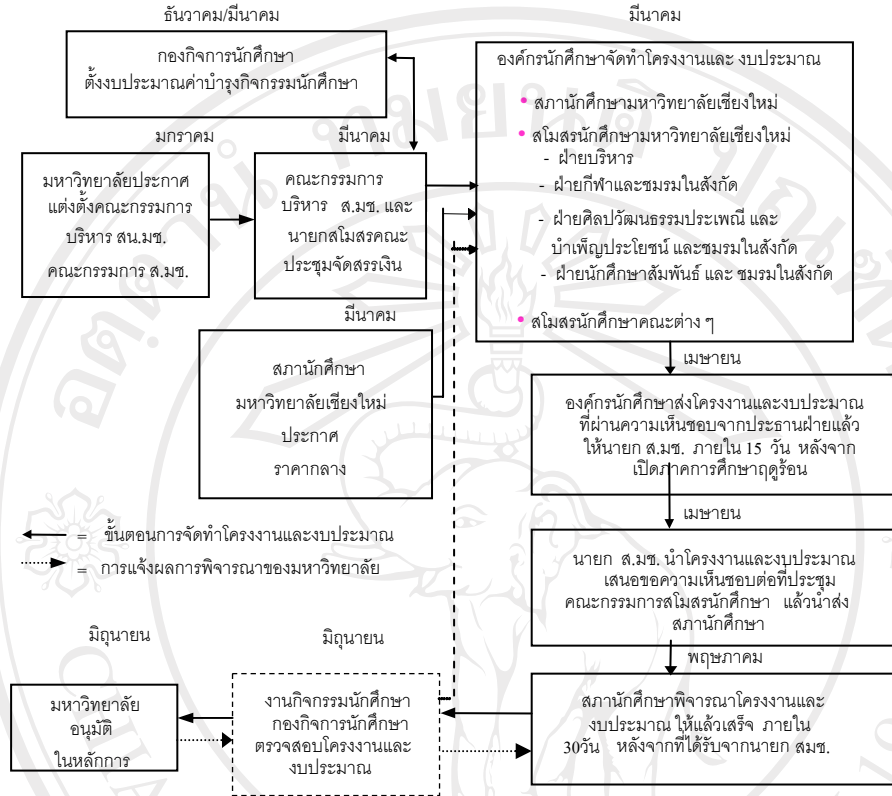 ธันวาคม/มีนาคม
กองกิจการนักศึกษา
ตั้งงบประมาณค่าบำรุงกิจกรรมนักศึกษา
มีนาคม
องค์กรนักศึกษาจัดทำโครงงานและ งบประมาณ
• สภานักศึกษามหาวิทยาลัยเชียงใหม่
• สโมสรนักศึกษามหาวิทยาลัยเชียงใหม่
- ฝ่ายบริหาร
- ฝ่ายกีฬาและชมรมในสังกัด
- ฝ่ายศิลปวัฒนธรรมประเพณี และ
บำเพ็ญประโยชน์ และชมรมในสังกัด
- ฝ่ายนักศึกษาสัมพันธ์ และ ชมรมในสังกัด
• สโมสรนักศึกษาคณะต่าง ๆ
มกราคม
มหาวิทยาลัยประกาศ
แต่งตั้งคณะกรรมการ
บริหาร สน.มช.
คณะกรรมการ ส.มช.
มีนาคม
คณะกรรมการ
บริหาร ส.มช. และ
นายกสโมสรคณะ
ประชุมจัดสรรเงิน
มีนาคม
สภานักศึกษา
มหาวิทยาลัยเชียงใหม่
ประกาศ
ราคากลาง
เมษายน
องค์กรนักศึกษาส่งโครงงานและงบประมาณ
ที่ผ่านความเห็นชอบจากประธานฝ่ายแล้ว
ให้นายก ส.มช. ภายใน 15 วัน หลังจาก
เปิดภาคการศึกษาฤดูร้อน
เมษายน
นายก ส.มช. นำโครงงานและงบประมาณ
เสนอขอความเห็นชอบต่อที่ประชุม
คณะกรรมการสโมสรนักศึกษา แล้วนำส่ง
สภานักศึกษา
= ขั้นตอนการจัดทำโครงงานและงบประมาณ
= การแจ้งผลการพิจารณาของมหาวิทยาลัย
มิถุนายน
มหาวิทยาลัย
อนุมัติ
ในหลักการ
มิถุนายน
งานกิจกรรมนักศึกษา
กองกิจการนักศึกษา
ตรวจสอบโครงงานและ
งบประมาณ
พฤษภาคม
สภานักศึกษาพิจารณาโครงงานและ
งบประมาณ ให้แล้วเสร็จ ภายใน
30วัน หลังจากที่ได้รับจากนายก สมช.